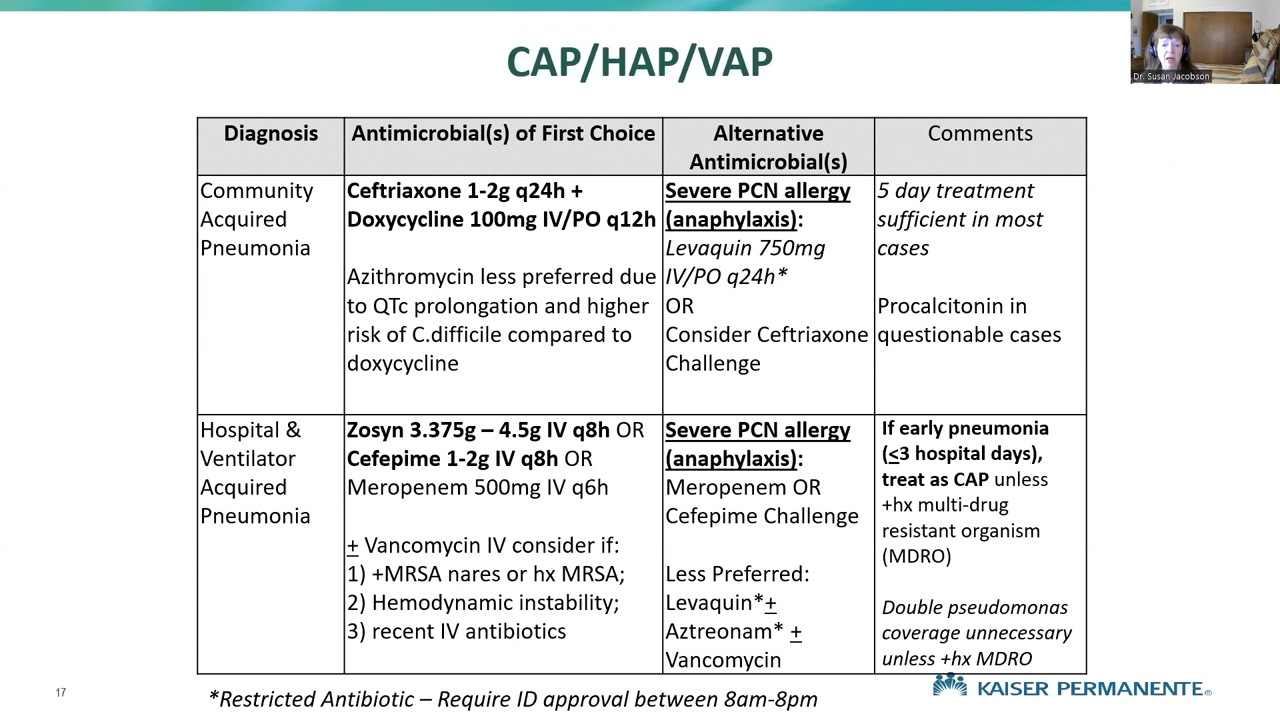 CAP/HAP/VAP
Dr. Susan Jacobson
Diagnosis
Antimicrobial(s) of First Choice
Alternative
Antimicrobial(s)
Comments
Community
Acquired
Pneumonia
Ceftriaxone 1-2g q24h +
Doxycycline 100mg IV/PO q12h
Azithromycin less preferred due
to QTc prolongation and higher
risk of C.difficile compared to
doxycycline
Severe PCN allergy
(anaphylaxis):
Levaquin 750mg
IV/PO q24h*
OR
Consider Ceftriaxone
Challenge
5 day treatment
sufficient in most
cases
Procalcitonin in
questionable cases
Hospital &
Ventilator
Acquired
Pneumonia
Zosyn 3.375g – 4.5g IV q8h OR
Cefepime 1-2g IV q8h OR
Meropenem 500mg IV q6h
+ Vancomycin IV consider if:
1) +MRSA nares or hx MRSA;
2) Hemodynamic instability;
3) recent IV antibiotics
Severe PCN allergy
(anaphylaxis):
Meropenem OR
Cefepime Challenge
Less Preferred:
Levaquin*+
Aztreonam* +
Vancomycin
If early pneumonia
(<3 hospital days),
treat as CAP unless
+hx multi-drug
resistant organism
(MDRO)
Double pseudomonas
coverage unnecessary
unless +hx MDRO
17
*Restricted Antibiotic – Require ID approval between 8am-8pm
KAISER PERMANENTE®